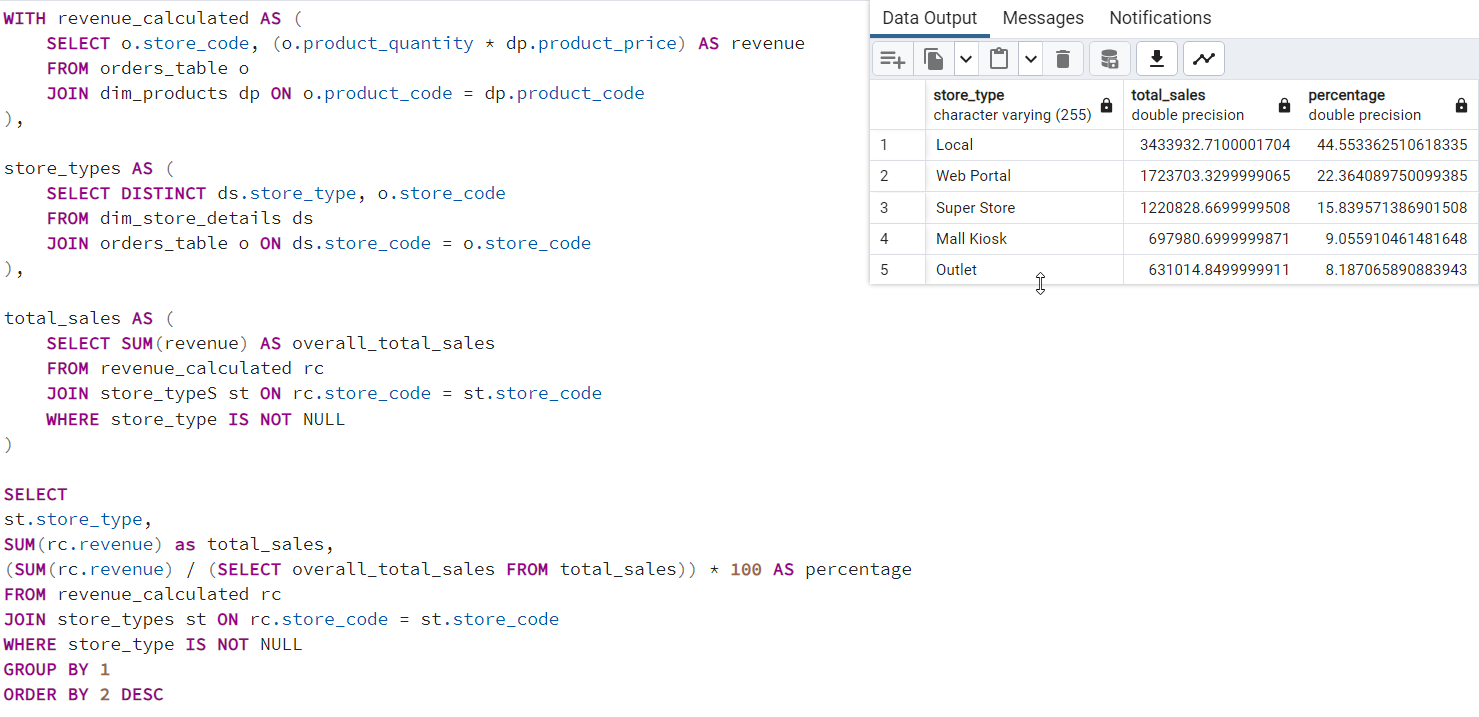 WITH revenue_calculated AS (
SELECT o.store_code, (o.product_quantity * dp.product_price) AS revenue
FROM orders_table o
JOIN dim_products dp ON o.product_code = dp.product_code
),
store_types AS (
SELECT DISTINCT ds.store_type, o.store_code
FROM dim_store_details ds
JOIN orders_table o ON ds.store_code = o.store_code
),
total_sales AS (
SELECT SUM(revenue) AS overall_total_sales
FROM revenue_calculated rc
JOIN store_typeS st ON rc.store_code = st.store_code
WHERE store_type IS NOT NULL
)
SELECT
st.store_type,
SUM(rc.revenue) as total_sales,
(SUM(rc.revenue) / (SELECT overall_total_sales FROM total_sales)) * 100 AS percentage
FROM revenue_calculated rc
JOIN store_types st ON rc.store_code = st.store_code
WHERE store_type IS NOT NULL
GROUP BY 1
ORDER BY 2 DESC
Data Output Messages Notifications
store_type total_sales percentage
character varying (255) double precision double precision
1 Local 3433932.7100001704 44.553362510618335
2 Web Portal 1723703.3299999065 22.364089750099385
3 Super Store 1220828.6699999508 15.839571386901508
4 Mall Kiosk 697980.6999999871 9.055910461481648
5 Outlet 631014.8499999911 8.187065890883943